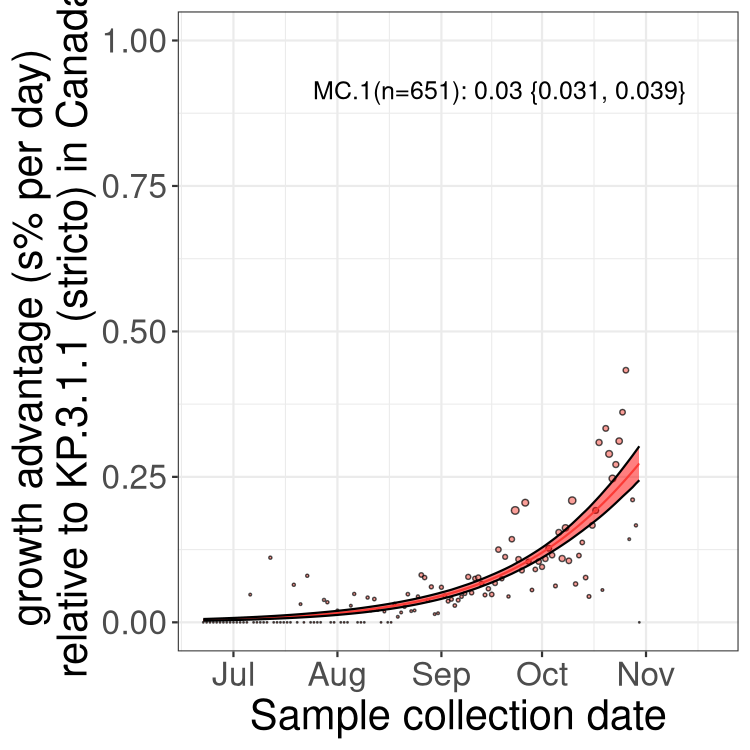 growth advantage (s% per day)
relative to KP.3.1.1 (stricto) in Canada
1.00
0.75
0.50
0.25
0.00
MC.1(n=651): 0.03 {0.031, 0.039}
Jul Aug Sep Oct Nov
Sample collection date